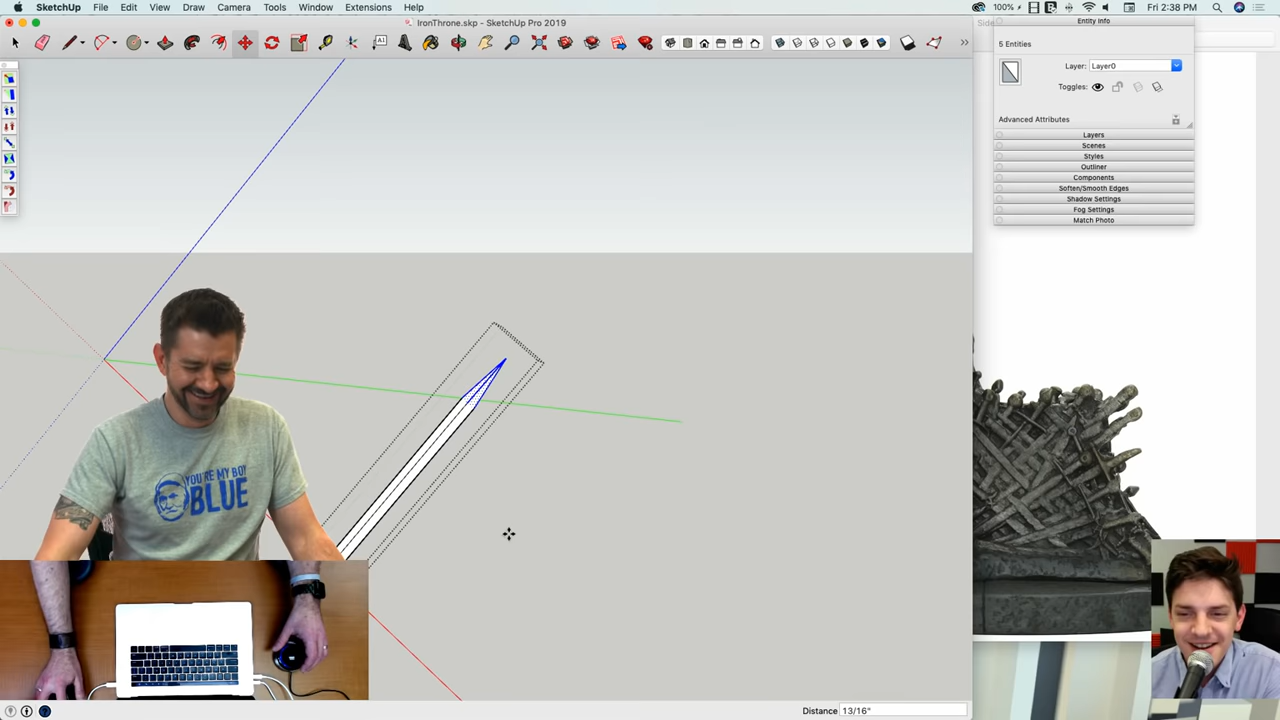 SketchUp File Edit View Draw Camera Tools Window Extensions Help
100% Fri 2:38 PM
IronThrone.skp - SketchUp Pro 2019
Side
Entity Info
5 Entities
Layer: Layer0
Toggles:
Advanced Attributes
Layers
Scenes
Styles
Outliner
Components
Soften/Smooth Edges
Shadow Settings
Fog Settings
Match Photo
YOU'RE MY BOY
BLUE
Distance 13/16"